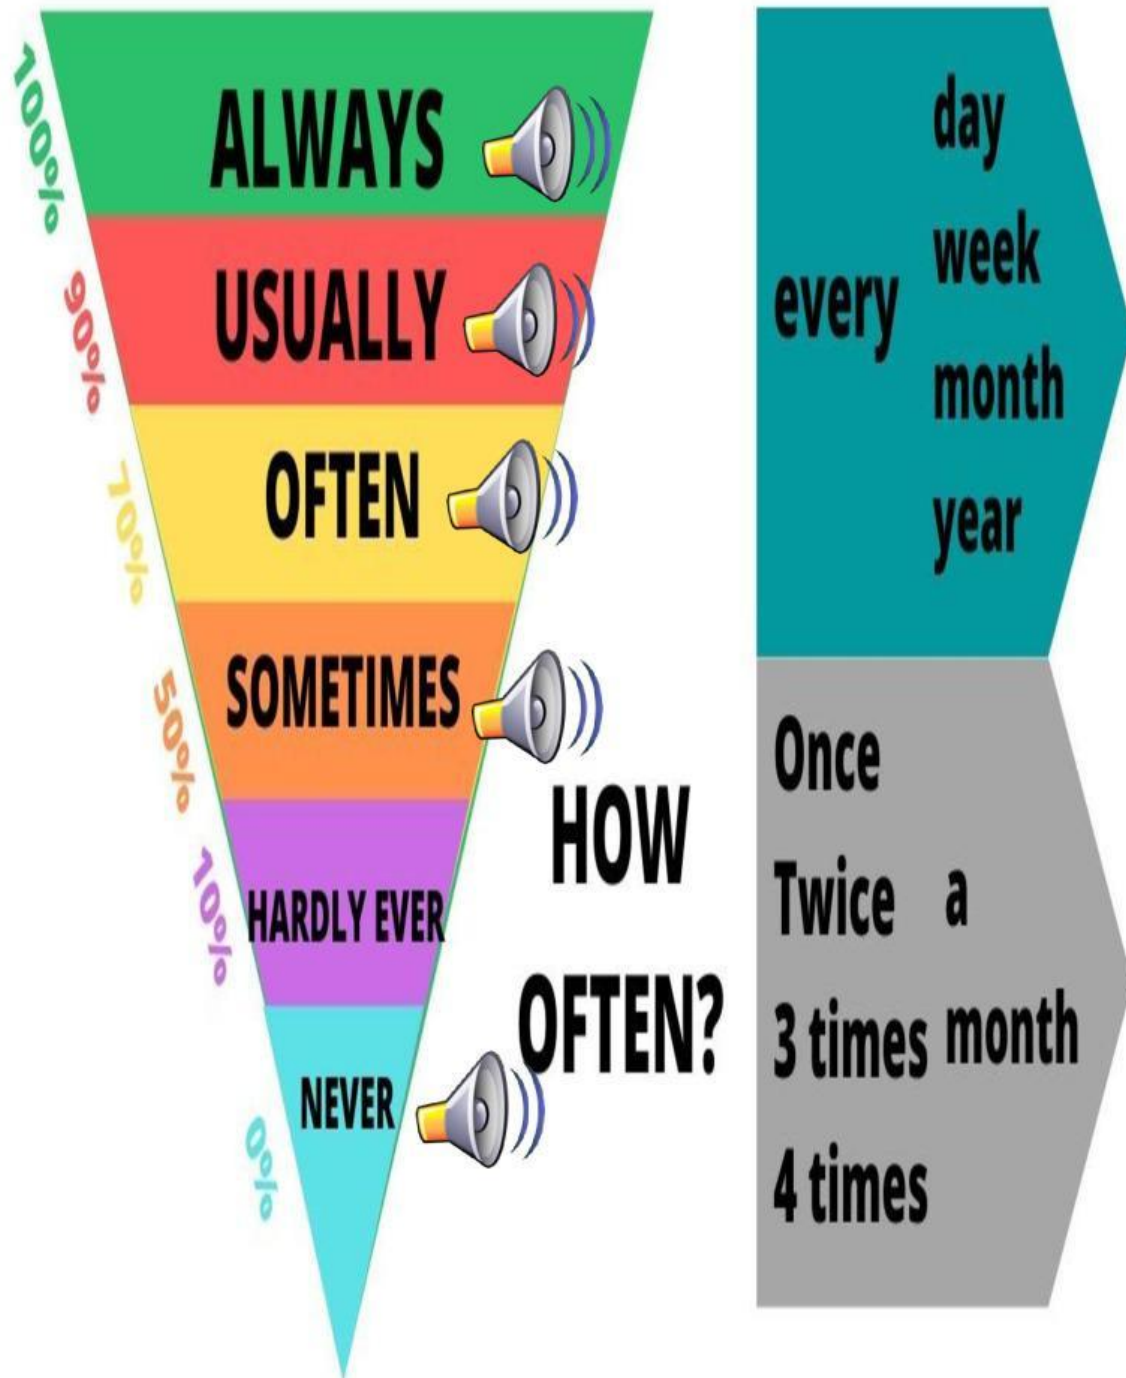 100%
ALWAYS
90%
USUALLY
70%
OFTEN
50%
SOMETIMES
10%
HARDLY EVER
0%
NEVER
HOW
OFTEN?
every
day
week
month
year
Once
Twice
3 times
4 times
a
month